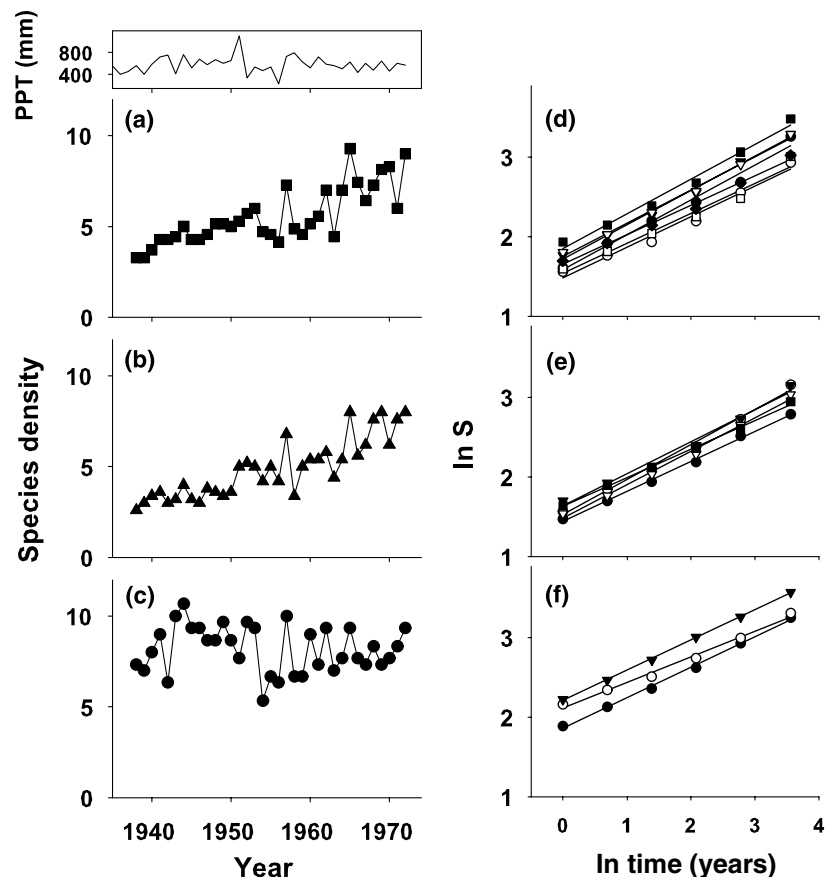 PPT (mm)
800
400
(a)
10
5
0
(b)
10
5
0
Species density
(c)
10
5
0
1940 1950 1960 1970
Year
(d)
3
2
1
(e)
3
2
1
ln S
(f)
3
2
1
0 1 2 3 4
ln time (years)